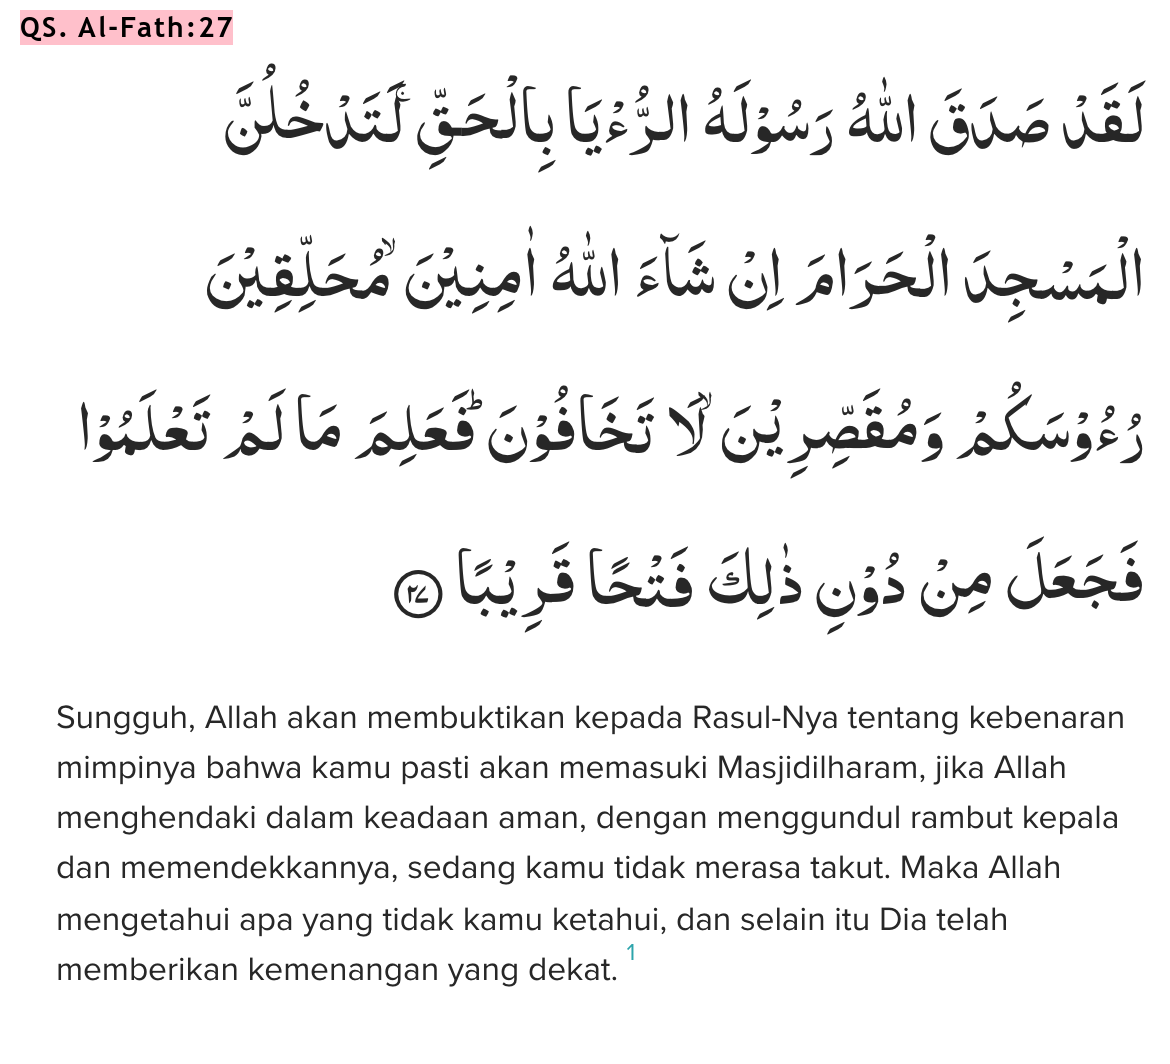 QS. Al-Fath:27
لَقَدْ صَدَقَ اللّٰهُ رَسُوْلَهُ الرُّءْيَا بِالْحَقِّ ۚ لَتَدْخُلُنَّ
الْمَسْجِدَ الْحَرَامَ اِنْ شَاۤءَ اللّٰهُ اٰمِنِيْنَ ۙمُحَلِّقِيْنَ
رُءُوْسَكُمْ وَمُقَصِّرِيْنَ ۙ لَا تَخَافُوْنَ ۗفَعَلِمَ مَا لَمْ تَعْلَمُوْا
فَجَعَلَ مِنْ دُوْنِ ذٰلِكَ فَتْحًا قَرِيْبًا ٢٧
Sungguh, Allah akan membuktikan kepada Rasul-Nya tentang kebenaran
mimpinya bahwa kamu pasti akan memasuki Masjidilharam, jika Allah
menghendaki dalam keadaan aman, dengan menggundul rambut kepala
dan memendekkannya, sedang kamu tidak merasa takut. Maka Allah
mengetahui apa yang tidak kamu ketahui, dan selain itu Dia telah
memberikan kemenangan yang dekat. 1